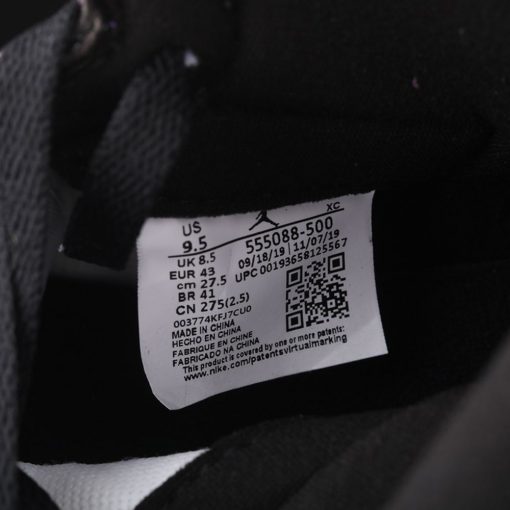 XC
US
9.5
UK 8.5
EUR 43
cm 27.5
BR 41
CN 275(2.5)
555088-500
09/18/19 11/07/19
UPC 00193658125567
003774KFJ7CU0
MADE IN CHINA
HECHO EN CHINA
FABRIQUE EN CHINE
FABRICADO NA CHINA
This product is covered by one or more patents.
www.nike.com/patentsvirtualmarking